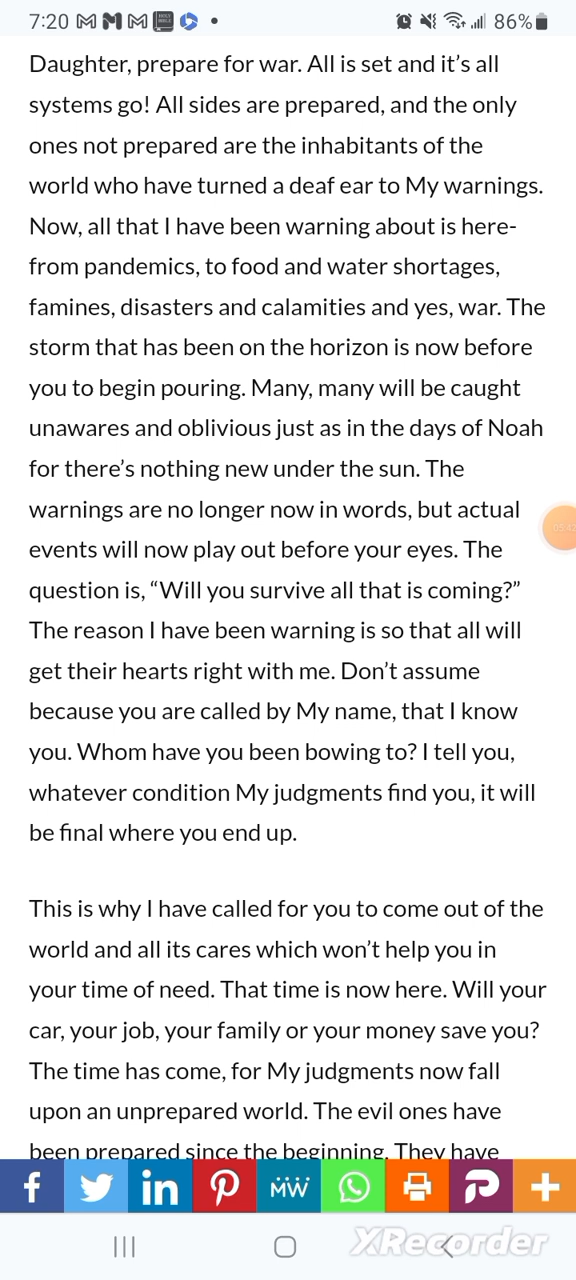 7:20
86%
Daughter, prepare for war. All is set and it's all
systems go! All sides are prepared, and the only
ones not prepared are the inhabitants of the
world who have turned a deaf ear to My warnings.
Now, all that I have been warning about is here-
from pandemics, to food and water shortages,
famines, disasters and calamities and yes, war. The
storm that has been on the horizon is now before
you to begin pouring. Many, many will be caught
unawares and oblivious just as in the days of Noah
for there's nothing new under the sun. The
warnings are no longer now in words, but actual
events will now play out before your eyes. The
question is, “Will you survive all that is coming?”
The reason I have been warning is so that all will
get their hearts right with me. Don't assume
because you are called by My name, that I know
you. Whom have you been bowing to? I tell you,
whatever condition My judgments find you, it will
be final where you end up.
This is why I have called for you to come out of the
world and all its cares which won't help you in
your time of need. That time is now here. Will your
car, your job, your family or your money save you?
The time has come, for My judgments now fall
upon an unprepared world. The evil ones have
been prepared since the beginning. They have
MW
XRecorder